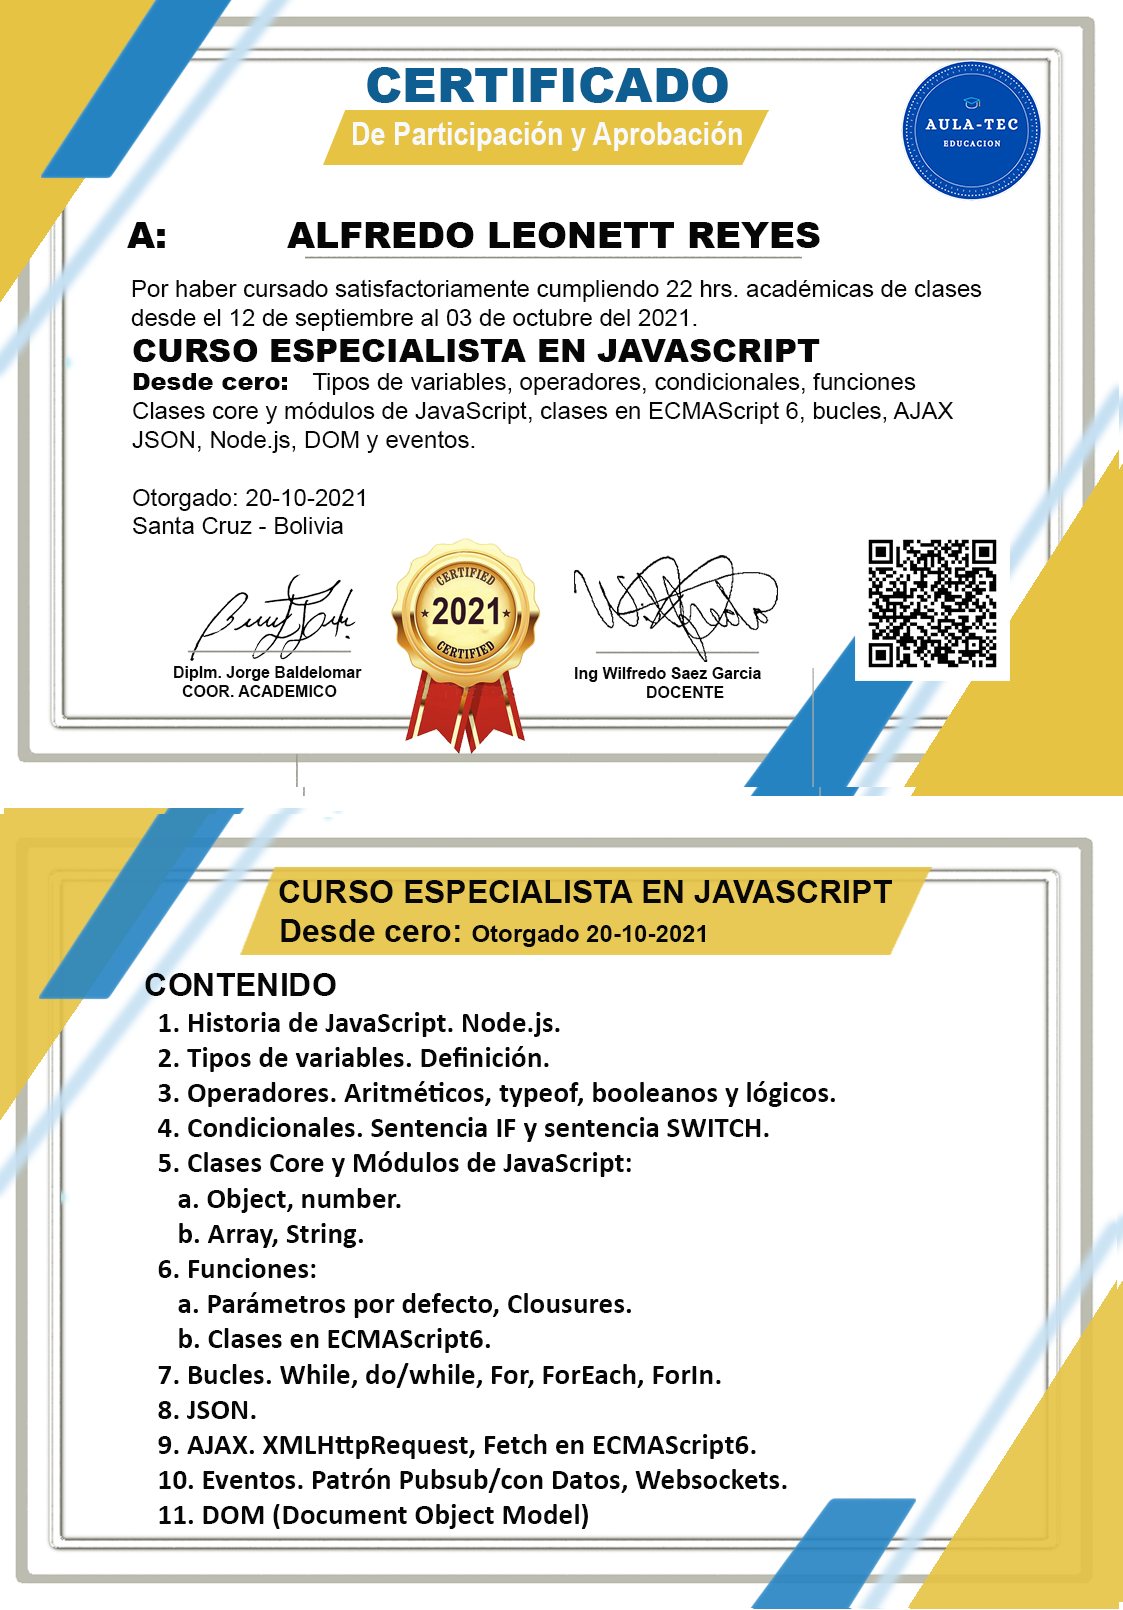 CERTIFICADO
De Participación y Aprobación
AULA-TEC
EDUCACION
A: ALFREDO LEONETT REYES
Por haber cursado satisfactoriamente cumpliendo 22 hrs. académicas de clases
desde el 12 de septiembre al 03 de octubre del 2021.
CURSO ESPECIALISTA EN JAVASCRIPT
Desde cero: Tipos de variables, operadores, condicionales, funciones
Clases core y módulos de JavaScript, clases en ECMAScript 6, bucles, AJAX
JSON, Node.js, DOM y eventos.
Otorgado: 20-10-2021
Santa Cruz - Bolivia
CERTIFIED
2021
CERTIFIED
Diplm. Jorge Baldelomar
COOR. ACADEMICO
Ing Wilfredo Saez Garcia
DOCENTE
CURSO ESPECIALISTA EN JAVASCRIPT
Desde cero: Otorgado 20-10-2021
CONTENIDO
1. Historia de JavaScript. Node.js.
2. Tipos de variables. Definición.
3. Operadores. Aritméticos, typeof, booleanos y lógicos.
4. Condicionales. Sentencia IF y sentencia SWITCH.
5. Clases Core y Módulos de JavaScript:
a. Object, number.
b. Array, String.
6. Funciones:
a. Parámetros por defecto, Clousures.
b. Clases en ECMAScript6.
7. Bucles. While, do/while, For, ForEach, ForIn.
8. JSON.
9. AJAX. XMLHttpRequest, Fetch en ECMAScript6.
10. Eventos. Patrón Pubsub/con Datos, Websockets.
11. DOM (Document Object Model)